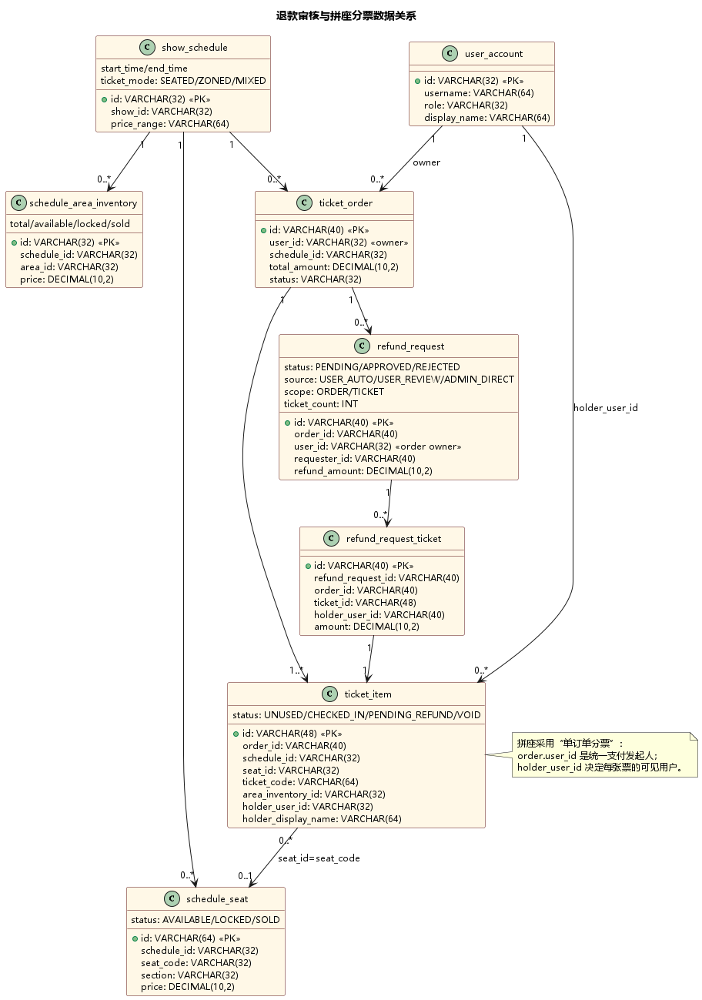 退款审核与拼座分票数据关系
C show_schedule
start_time/end_time
ticket_mode: SEATED/ZONED/MIXED
id: VARCHAR(32) «PK»
show_id: VARCHAR(32)
price_range: VARCHAR(64)
C user_account
id: VARCHAR(32) «PK»
username: VARCHAR(64)
role: VARCHAR(32)
display_name: VARCHAR(64)
1
1
1
1
1
owner
0..*
0..*
0..*
C schedule_area_inventory
total/available/locked/sold
id: VARCHAR(32) «PK»
schedule_id: VARCHAR(32)
area_id: VARCHAR(32)
price: DECIMAL(10,2)
C ticket_order
id: VARCHAR(40) «PK»
user_id: VARCHAR(32) «owner»
schedule_id: VARCHAR(32)
total_amount: DECIMAL(10,2)
status: VARCHAR(32)
1
1
0..*
C refund_request
status: PENDING/APPROVED/REJECTED
source: USER_AUTO/USER_REVIEW/ADMIN_DIRECT
scope: ORDER/TICKET
ticket_count: INT
id: VARCHAR(40) «PK»
order_id: VARCHAR(40)
user_id: VARCHAR(32) «order owner»
requester_id: VARCHAR(40)
refund_amount: DECIMAL(10,2)
holder_user_id
1
0..*
C refund_request_ticket
id: VARCHAR(40) «PK»
refund_request_id: VARCHAR(40)
order_id: VARCHAR(40)
ticket_id: VARCHAR(48)
holder_user_id: VARCHAR(40)
amount: DECIMAL(10,2)
1
1..*
1
0..*
C ticket_item
status: UNUSED/CHECKED_IN/PENDING_REFUND/VOID
id: VARCHAR(48) «PK»
order_id: VARCHAR(40)
schedule_id: VARCHAR(32)
seat_id: VARCHAR(32)
ticket_code: VARCHAR(64)
area_inventory_id: VARCHAR(32)
holder_user_id: VARCHAR(32)
holder_display_name: VARCHAR(64)
拼座采用“单订单分票”：
order.user_id 是统一支付发起人；
holder_user_id 决定每张票的可见用户。
0..*
seat_id=seat_code
0..*
0..1
C schedule_seat
status: AVAILABLE/LOCKED/SOLD
id: VARCHAR(64) «PK»
schedule_id: VARCHAR(32)
seat_code: VARCHAR(32)
section: VARCHAR(32)
price: DECIMAL(10,2)